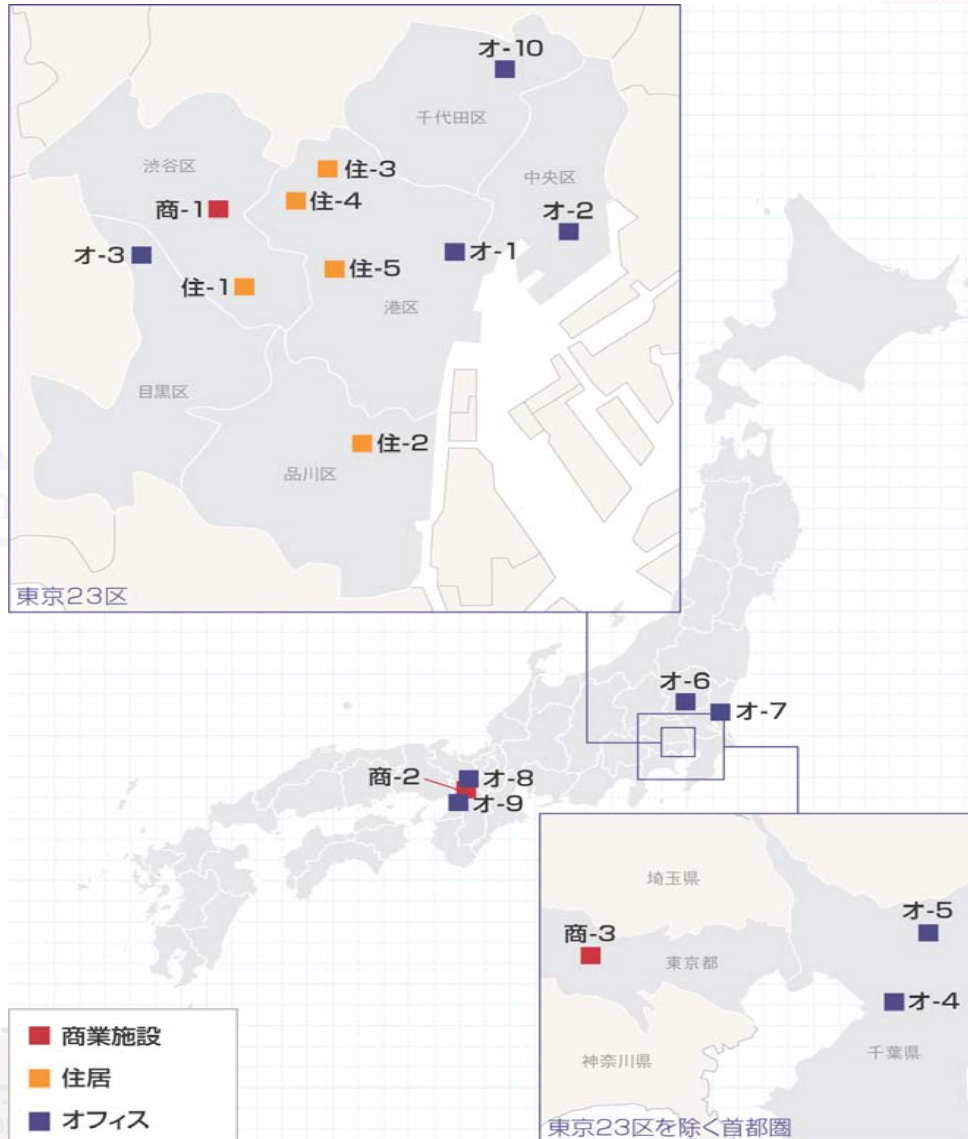 オ-10
千代田区
渋谷区
住-3
中央区
住-4
商-1
オ-2
オ-3
オ-1
住-5
住-1
港区
目黒区
住-2
品川区
東京23区
オ-6
オ-7
商-2
オ-8
オ-9
埼玉県
オ-5
商-3
東京都
オ-4
千葉県
神奈川県
東京23区を除く首都圏
商業施設
住居
オフィス